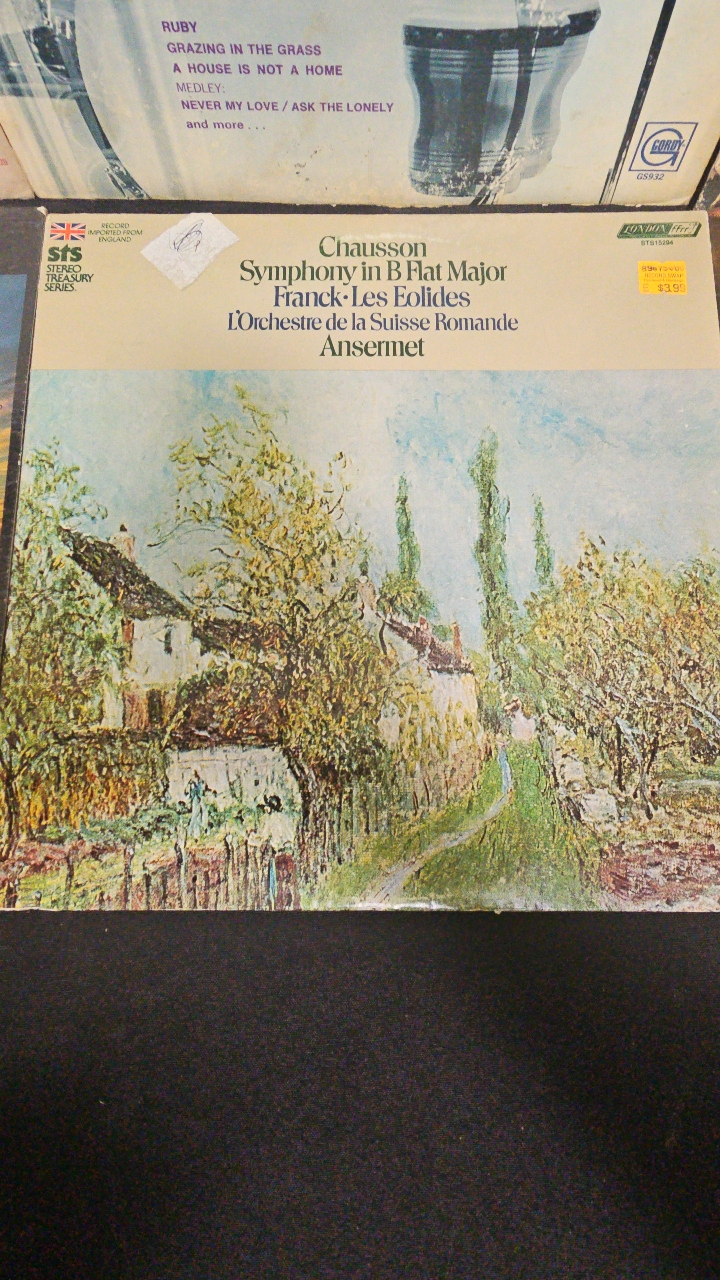 RUBY
GRAZING IN THE GRASS
A HOUSE IS NOT A HOME
MEDLEY:
NEVER MY LOVE / ASK THE LONELY
and more . . .
GORDY
GS932
RECORD
IMPORTED FROM
ENGLAND
STS
STEREO
TREASURY
SERIES.
LONDON ffrr
STS15294
Chausson
Symphony in B Flat Major
Franck·Les Eolides
L'Orchestre de la Suisse Romande
Ansermet
$3.99